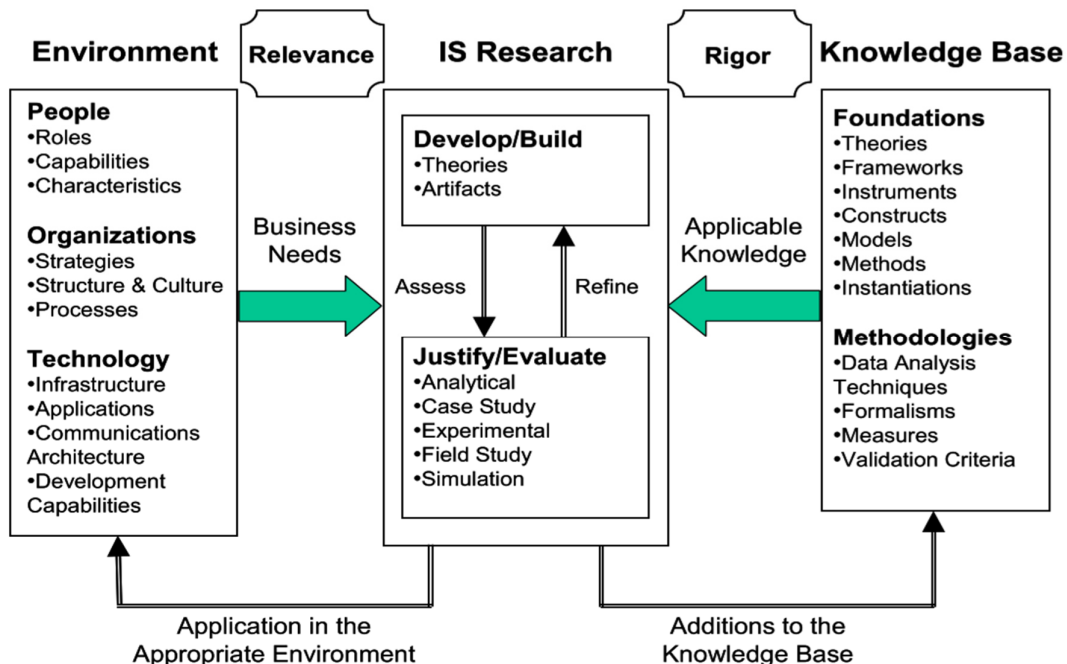 Environment
Relevance
IS Research
Rigor
Knowledge Base
People
•Roles
•Capabilities
•Characteristics
Organizations
•Strategies
•Structure & Culture
•Processes
Technology
•Infrastructure
•Applications
•Communications
Architecture
•Development
Capabilities
Business
Needs
Develop/Build
•Theories
•Artifacts
Assess
Refine
Justify/Evaluate
•Analytical
•Case Study
•Experimental
•Field Study
•Simulation
Applicable
Knowledge
Foundations
•Theories
•Frameworks
•Instruments
•Constructs
•Models
•Methods
•Instantiations
Methodologies
•Data Analysis
Techniques
•Formalisms
•Measures
•Validation Criteria
Application in the
Appropriate Environment
Additions to the
Knowledge Base